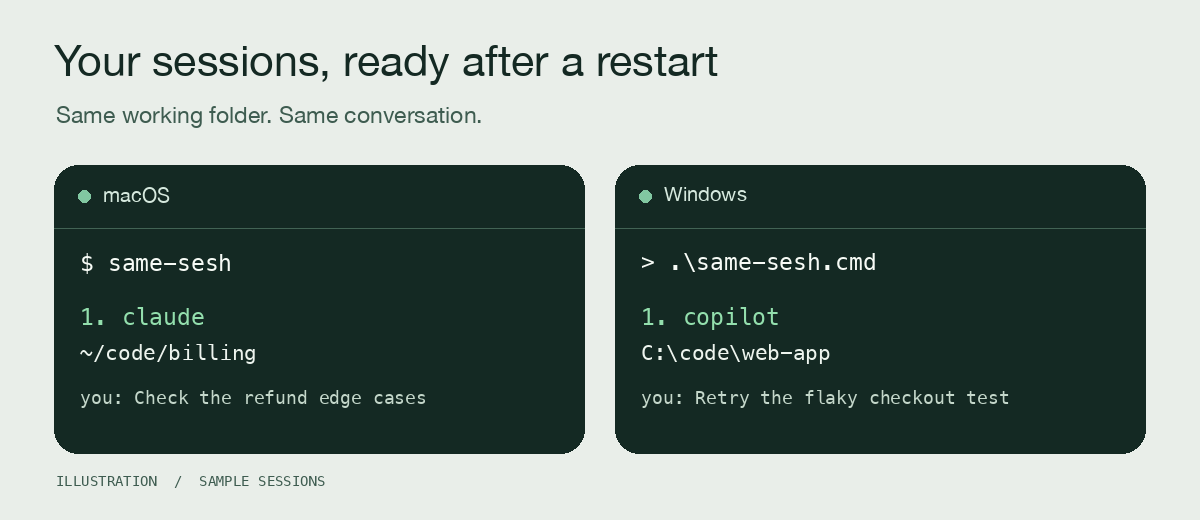 Your sessions, ready after a restart
Same working folder. Same conversation.
macOS
$ same-sesh
1. claude
~/code/billing
you: Check the refund edge cases
Windows
> .\same-sesh.cmd
1. copilot
C:\code\web-app
you: Retry the flaky checkout test
ILLUSTRATION / SAMPLE SESSIONS